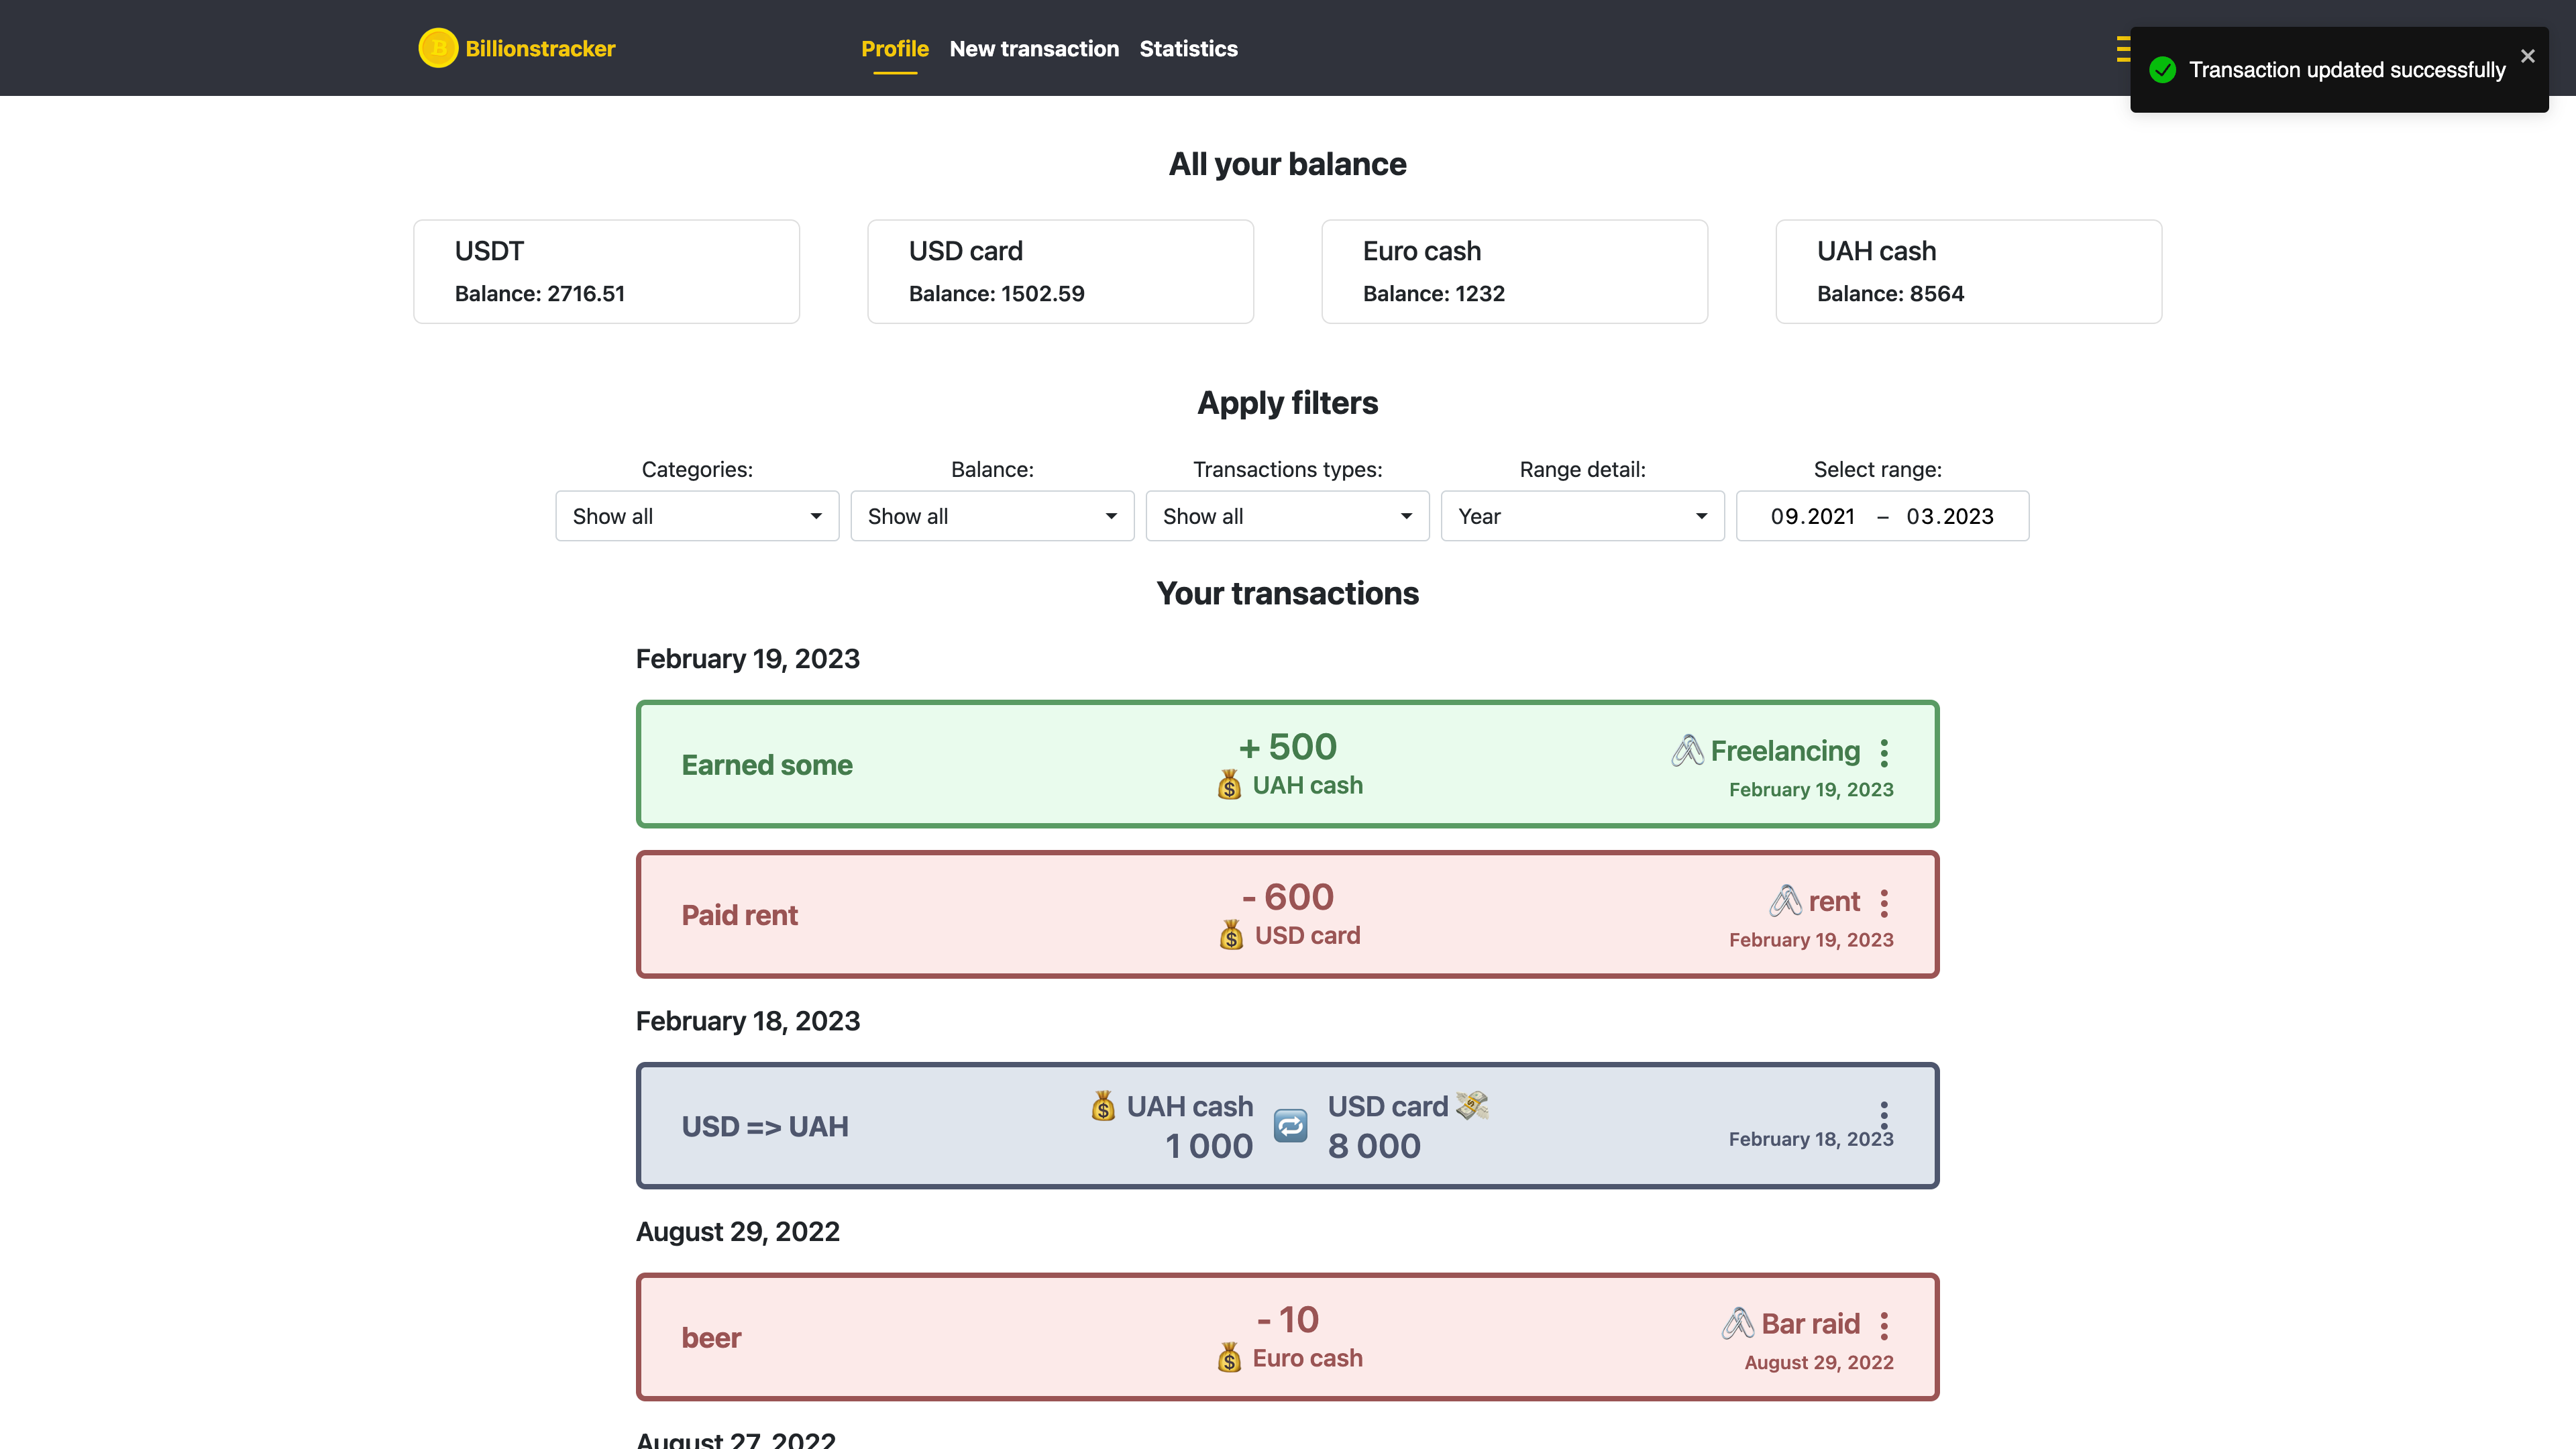 Billionstracker
Profile New transaction Statistics
Transaction updated successfully
All your balance
USDT
Balance: 2716.51
USD card
Balance: 1502.59
Euro cash
Balance: 1232
UAH cash
Balance: 8564
Apply filters
Categories:
Show all
Balance:
Show all
Transactions types:
Show all
Range detail:
Year
Select range:
09.2021 – 03.2023
Your transactions
February 19, 2023
Earned some
+ 500
UAH cash
Freelancing
February 19, 2023
Paid rent
- 600
USD card
rent
February 19, 2023
February 18, 2023
USD => UAH
UAH cash
1 000
USD card
8 000
February 18, 2023
August 29, 2022
beer
- 10
Euro cash
Bar raid
August 29, 2022
August 27, 2022